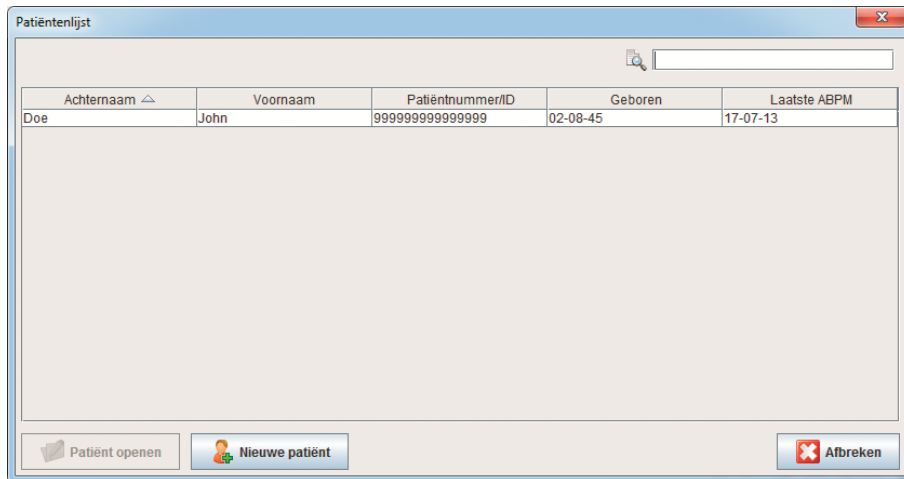 Patiëntenlijst
Achternaam Voornaam Patiëntnummer/ID Geboren Laatste ABPM
Doe John 999999999999999 02-08-45 17-07-13
Patiënt openen Nieuwe patiënt Afbreken